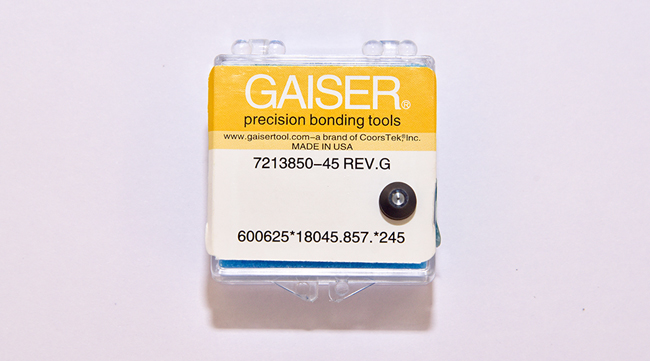 GAISER®
precision bonding tools
www.gaisertool.com–a brand of CoorsTek®, Inc.
MADE IN USA
7213850–45 REV.G
600625*18045.857.*245